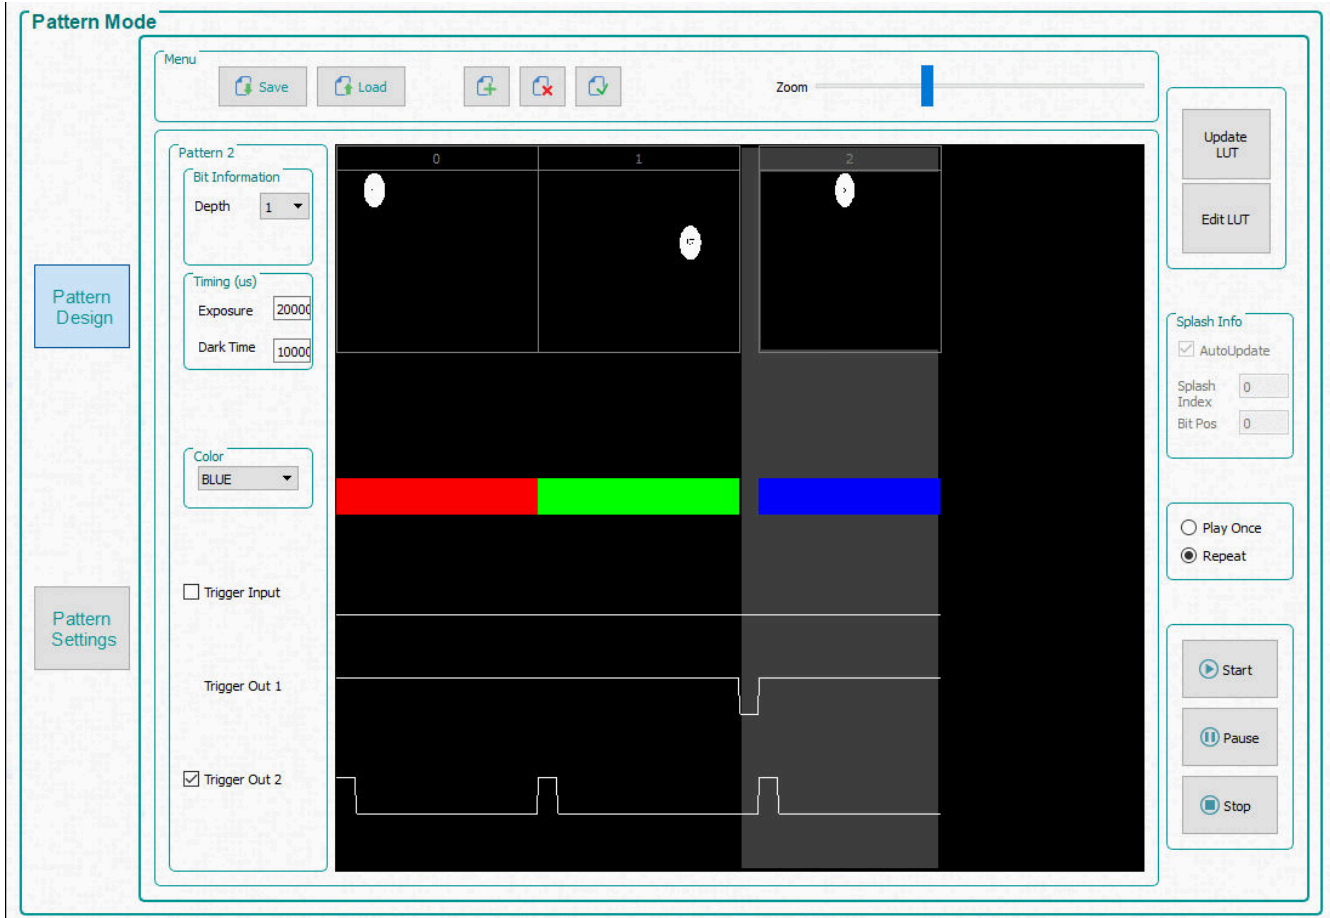 Pattern Mode
Menu
Save
Load
Zoom
Pattern 2
Bit Information
Depth 1
Timing (us)
Exposure 20000
Dark Time 10000
Color
BLUE
Trigger Input
Trigger Out 1
Trigger Out 2
0 1 2
Pattern
Design
Pattern
Settings
Update
LUT
Edit LUT
Splash Info
AutoUpdate
Splash
Index 0
Bit Pos 0
Play Once
Repeat
Start
Pause
Stop